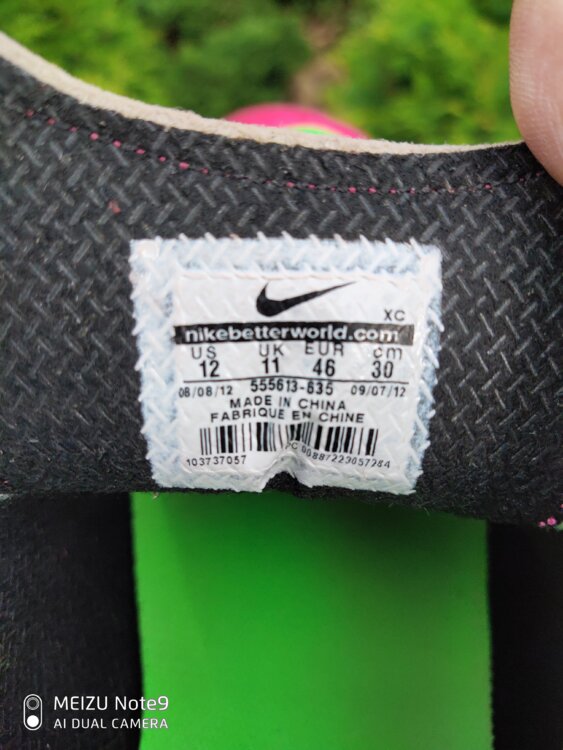 XC
nikebetterworld.com
US UK EUR cm
12 11 46 30
08/08/12 555613-635 09/07/12
MADE IN CHINA
FABRIQUE EN CHINE
103737057 00887223057284
MEIZU Note9
AI DUAL CAMERA